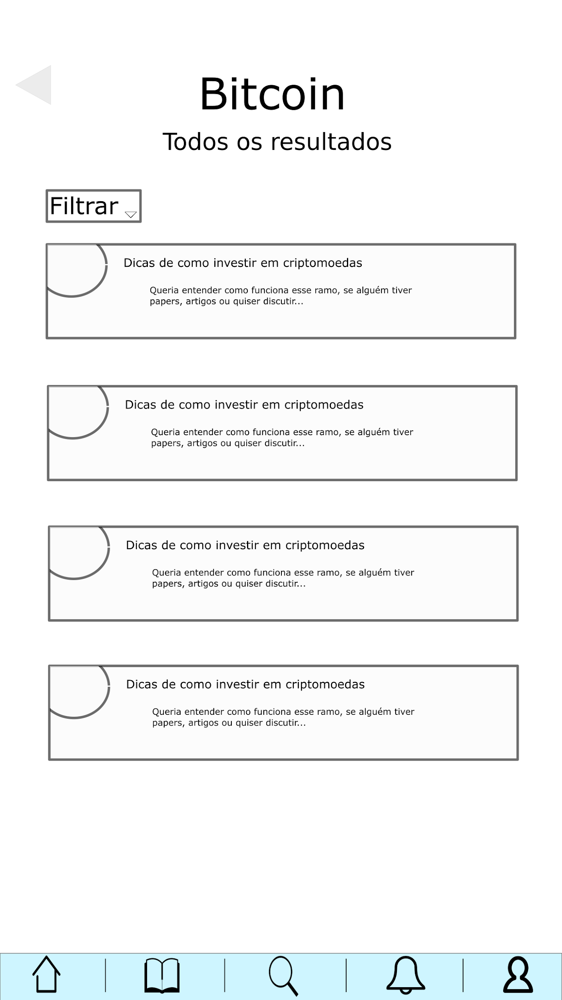 Bitcoin
Todos os resultados
Filtrar
Dicas de como investir em criptomoedas
Queria entender como funciona esse ramo, se alguém tiver
papers, artigos ou quiser discutir...
Dicas de como investir em criptomoedas
Queria entender como funciona esse ramo, se alguém tiver
papers, artigos ou quiser discutir...
Dicas de como investir em criptomoedas
Queria entender como funciona esse ramo, se alguém tiver
papers, artigos ou quiser discutir...
Dicas de como investir em criptomoedas
Queria entender como funciona esse ramo, se alguém tiver
papers, artigos ou quiser discutir...